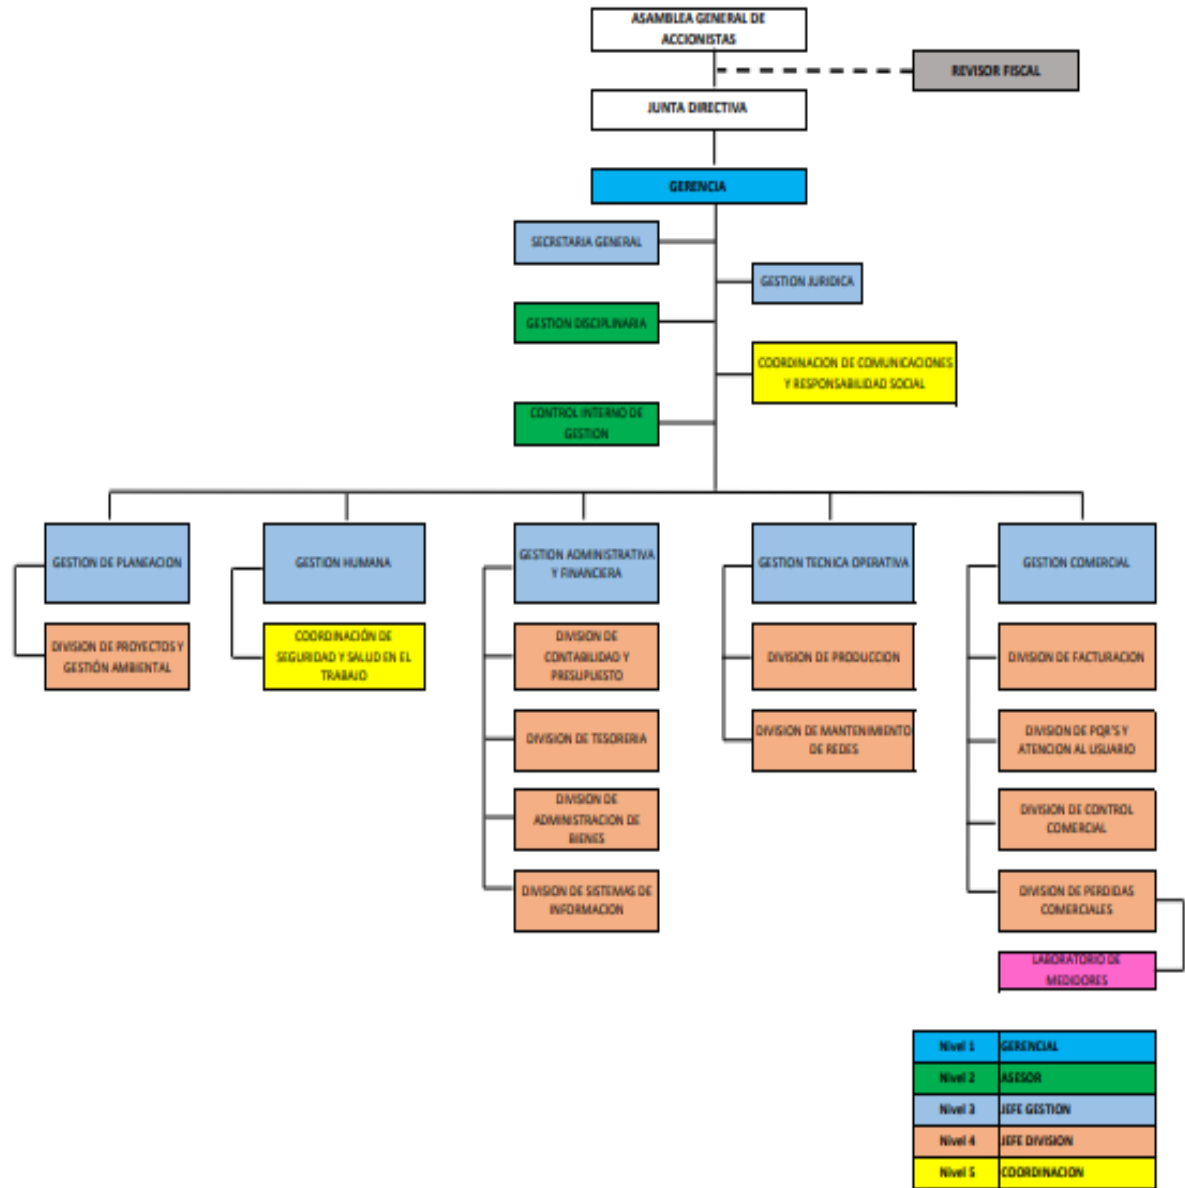 ASAMBLEA GENERAL DE
ACCIONISTAS
REVISOR FISCAL
JUNTA DIRECTIVA
GERENCIA
SECRETARIA GENERAL
GESTION JURIDICA
GESTION DISCIPLINARIA
COORDINACION DE COMUNICACIONES
Y RESPONSABILIDAD SOCIAL
CONTROL INTERNO DE
GESTION
GESTION DE PLANEACION
DIVISION DE PROYECTOS Y
GESTIÓN AMBIENTAL
GESTION HUMANA
COORDINACIÓN DE
SEGURIDAD Y SALUD EN EL
TRABAJO
GESTION ADMINISTRATIVA
Y FINANCIERA
DIVISION DE
CONTABILIDAD Y
PRESUPUESTO
DIVISION DE TESORERIA
DIVISION DE
ADMINISTRACION DE
BIENES
DIVISION DE SISTEMAS DE
INFORMACION
GESTION TECNICA OPERATIVA
DIVISION DE PRODUCCION
DIVISION DE MANTENIMIENTO
DE REDES
GESTION COMERCIAL
DIVISION DE FACTURACION
DIVISION DE PQR'S Y
ATENCION AL USUARIO
DIVISION DE CONTROL
COMERCIAL
DIVISION DE PERDIDAS
COMERCIALES
LABORATORIO DE
MEDIDORES
Nivel 1 GERENCIAL
Nivel 2 ASESOR
Nivel 3 JEFE GESTION
Nivel 4 JEFE DIVISION
Nivel 5 COORDINACION